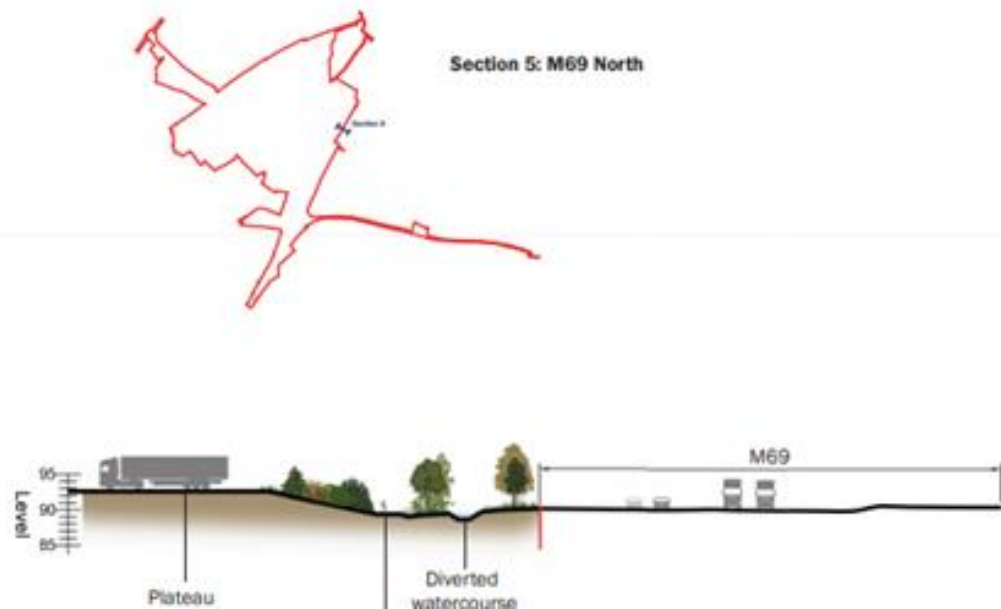 Section 5: M69 North
M69
95
90
85
Level
Plateau
Diverted
watercourse